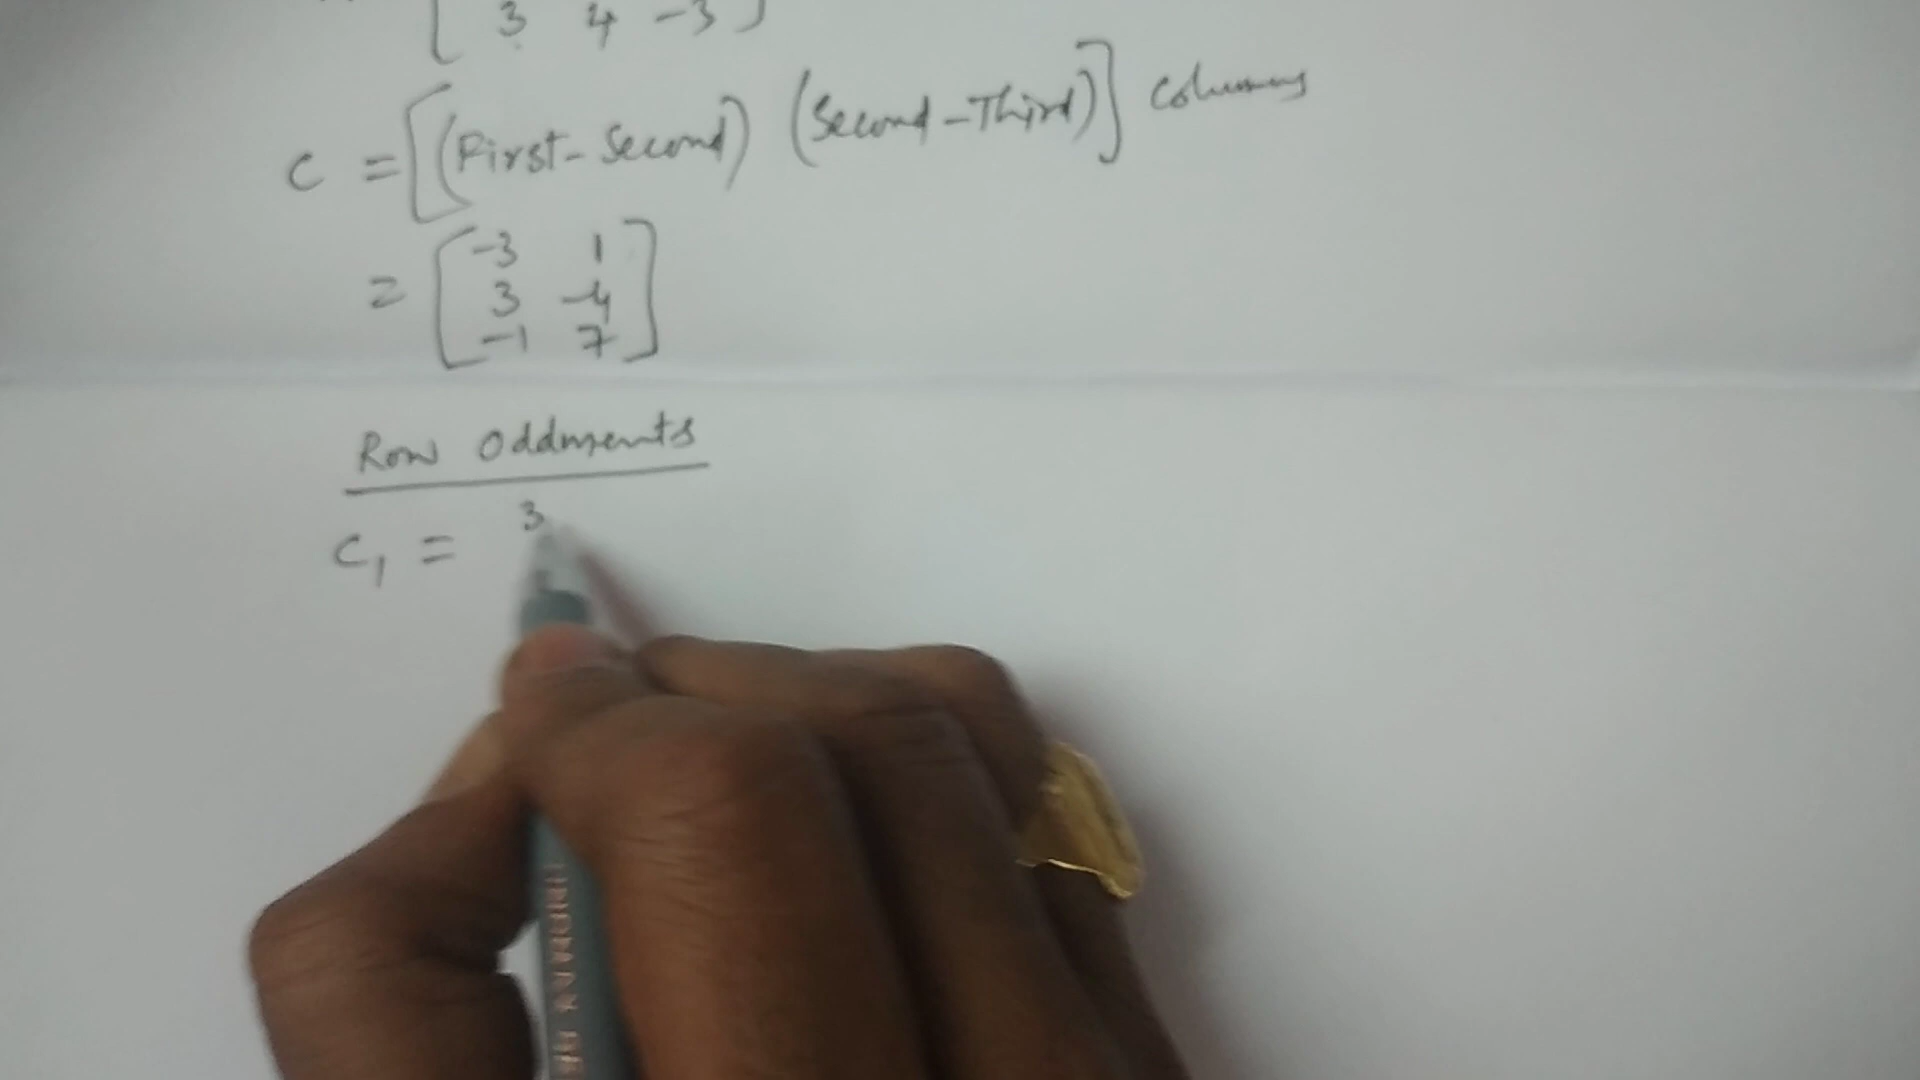 [ 3 4 -3 ]
C = [(First-Second) (Second-Third)] Columns
= [ -3 1
3 -4
-1 7 ]
Row Oddments
C1 = 3